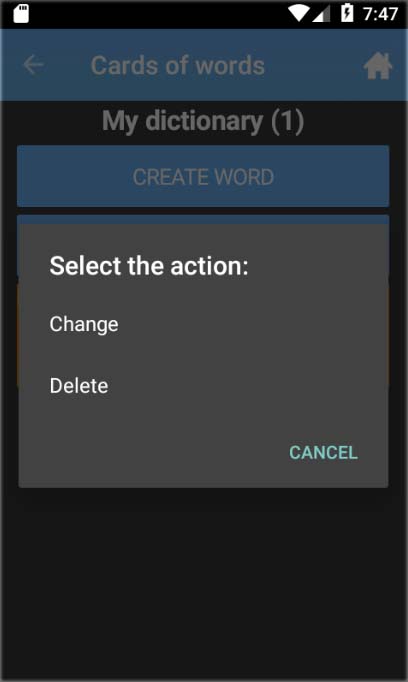 7:47
Cards of words
My dictionary (1)
CREATE WORD
Select the action:
Change
Delete
CANCEL